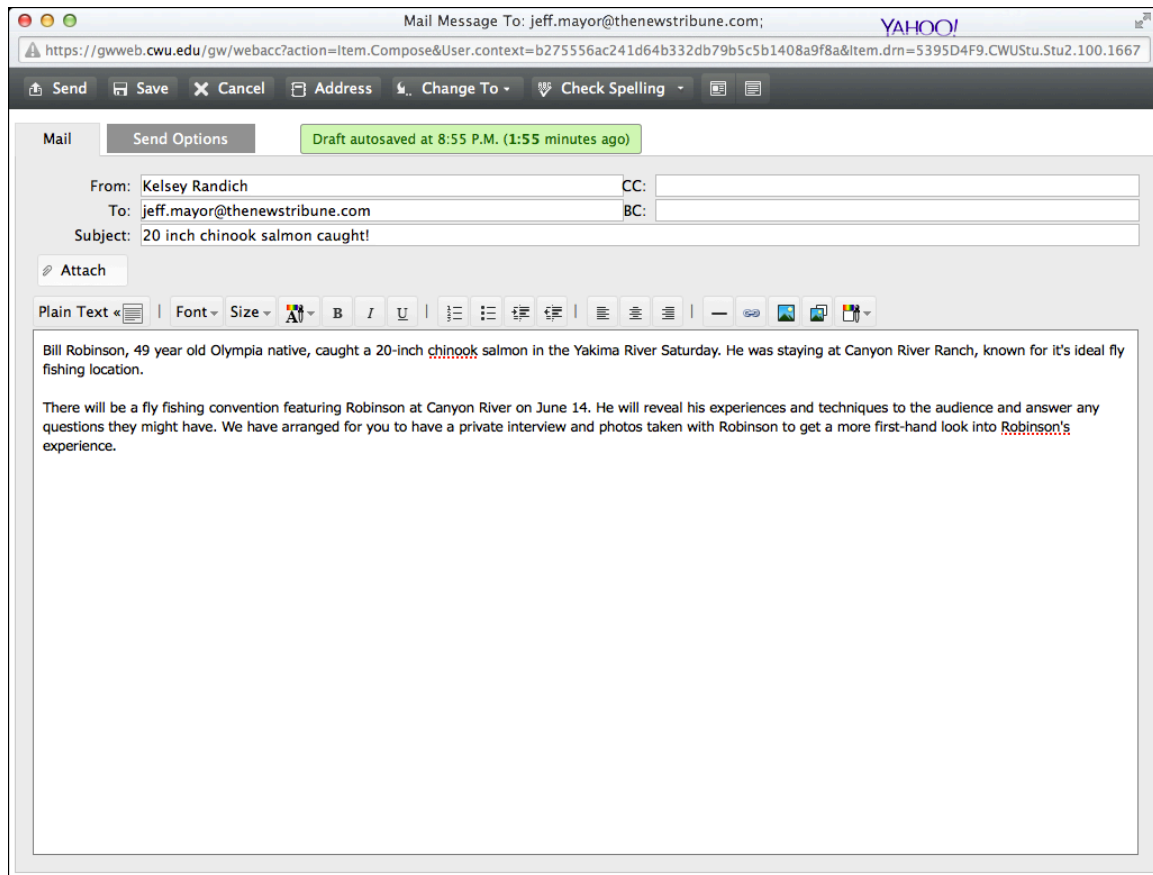 Mail Message To: jeff.mayor@thenewstribune.com;
YAHOO!
https://gwweb.cwu.edu/gw/webacc?action=Item.Compose&User.context=b275556ac241d64b332db79b5c5b1408a9f8a&Item.drn=5395D4F9.CWUStu.Stu2.100.1667
Send Save Cancel Address Change To Check Spelling
Mail Send Options Draft autosaved at 8:55 P.M. (1:55 minutes ago)
From: Kelsey Randich CC:
To: jeff.mayor@thenewstribune.com BC:
Subject: 20 inch chinook salmon caught!
Attach
Plain Text « | Font Size A B I U | | |
Bill Robinson, 49 year old Olympia native, caught a 20-inch chinook salmon in the Yakima River Saturday. He was staying at Canyon River Ranch, known for it's ideal fly
fishing location.
There will be a fly fishing convention featuring Robinson at Canyon River on June 14. He will reveal his experiences and techniques to the audience and answer any
questions they might have. We have arranged for you to have a private interview and photos taken with Robinson to get a more first-hand look into Robinson's
experience.